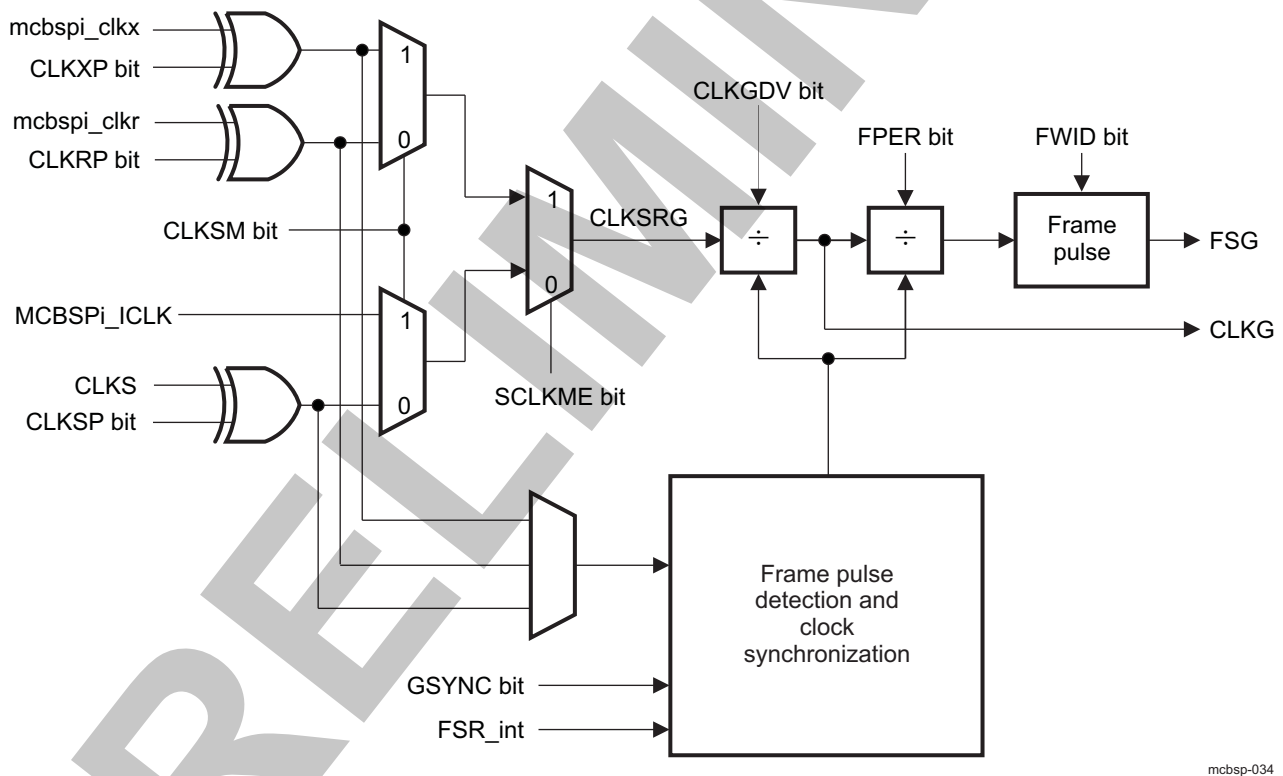 mcbspi_clkx
CLKXP bit
mcbspi_clkr
CLKRP bit
1
0
CLKSM bit
MCBSPi_ICLK
CLKS
CLKSP bit
1
0
1
0
SCLKME bit
CLKSRG
CLKGDV bit
÷
FPER bit
÷
FWID bit
Frame
pulse
FSG
CLKG
Frame pulse
detection and
clock
synchronization
GSYNC bit
FSR_int
mcbsp-034
RELIMIN